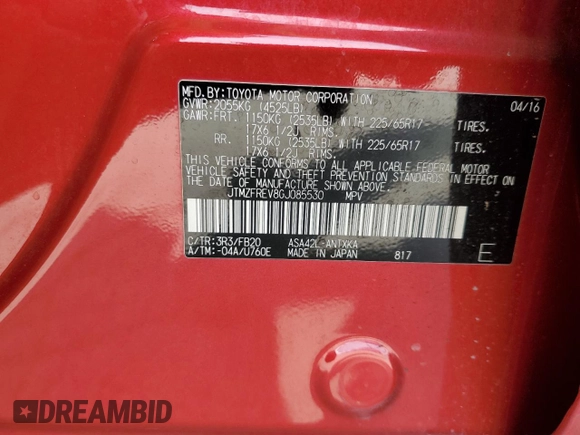 MFD. BY: TOYOTA MOTOR CORPORATION 04/16
GVWR: 2055KG (4525LB)
GAWR: FRT. 1150KG (2535LB) WITH 225/65R17 TIRES.
17X6 1/2J RIMS.
RR. 1150KG (2535LB) WITH 225/65R17 TIRES.
17X6 1/2J RIMS.
THIS VEHICLE CONFORMS TO ALL APPLICABLE FEDERAL MOTOR
VEHICLE SAFETY AND THEFT PREVENTION STANDARDS IN EFFECT
ON THE DATE OF MANUFACTURE SHOWN ABOVE.
JTMZFREV8GJ085530 MPV
C/TR: 3R3/FB20 ASA42L-ANTXKA
A/TM: -04A/U760E MADE IN JAPAN 817 E
DREAMBID